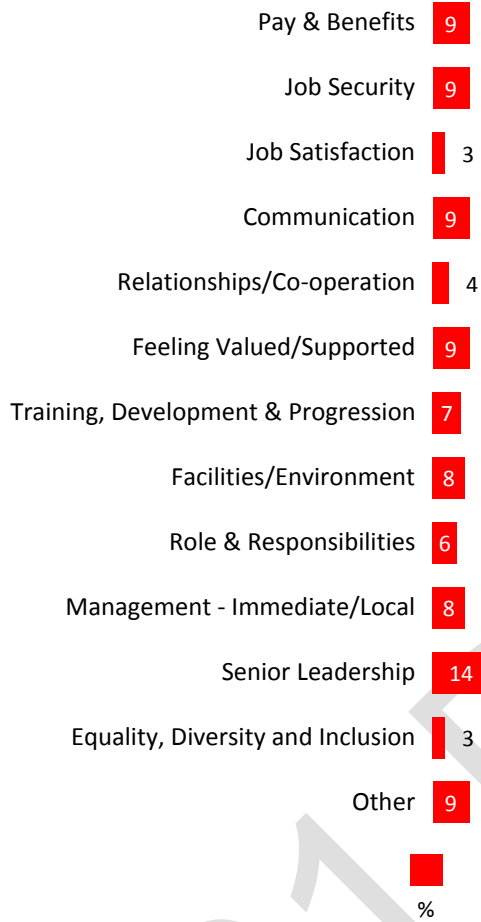 Pay & Benefits 9
Job Security 9
Job Satisfaction 3
Communication 9
Relationships/Co-operation 4
Feeling Valued/Supported 9
Training, Development & Progression 7
Facilities/Environment 8
Role & Responsibilities 6
Management - Immediate/Local 8
Senior Leadership 14
Equality, Diversity and Inclusion 3
Other 9
%